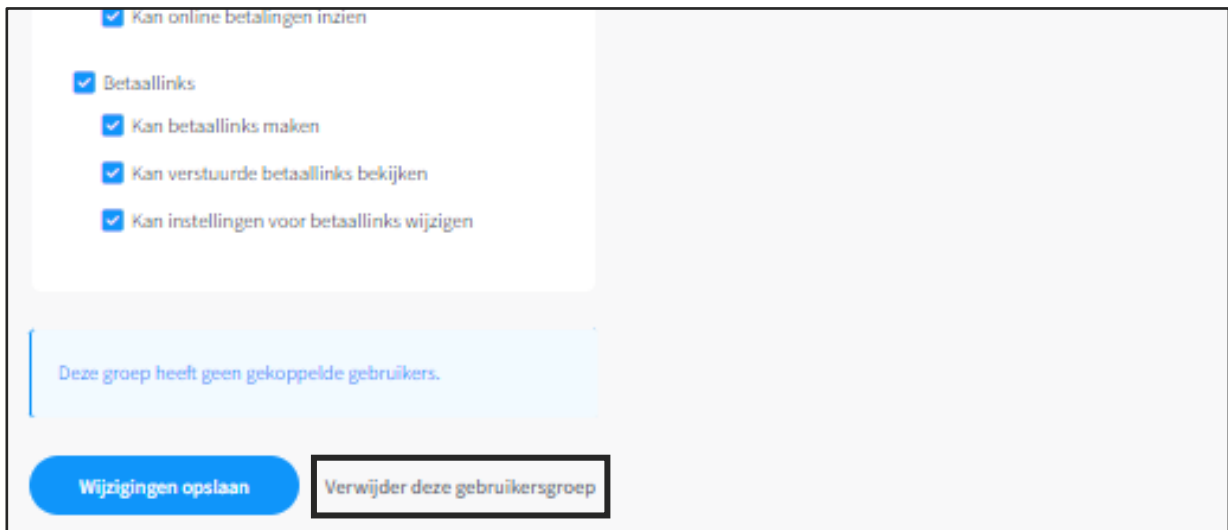 Kan online betalingen inzien
Betaallinks
Kan betaallinks maken
Kan verstuurde betaallinks bekijken
Kan instellingen voor betaallinks wijzigen
Deze groep heeft geen gekoppelde gebruikers.
Wijzigingen opslaan
Verwijder deze gebruikersgroep